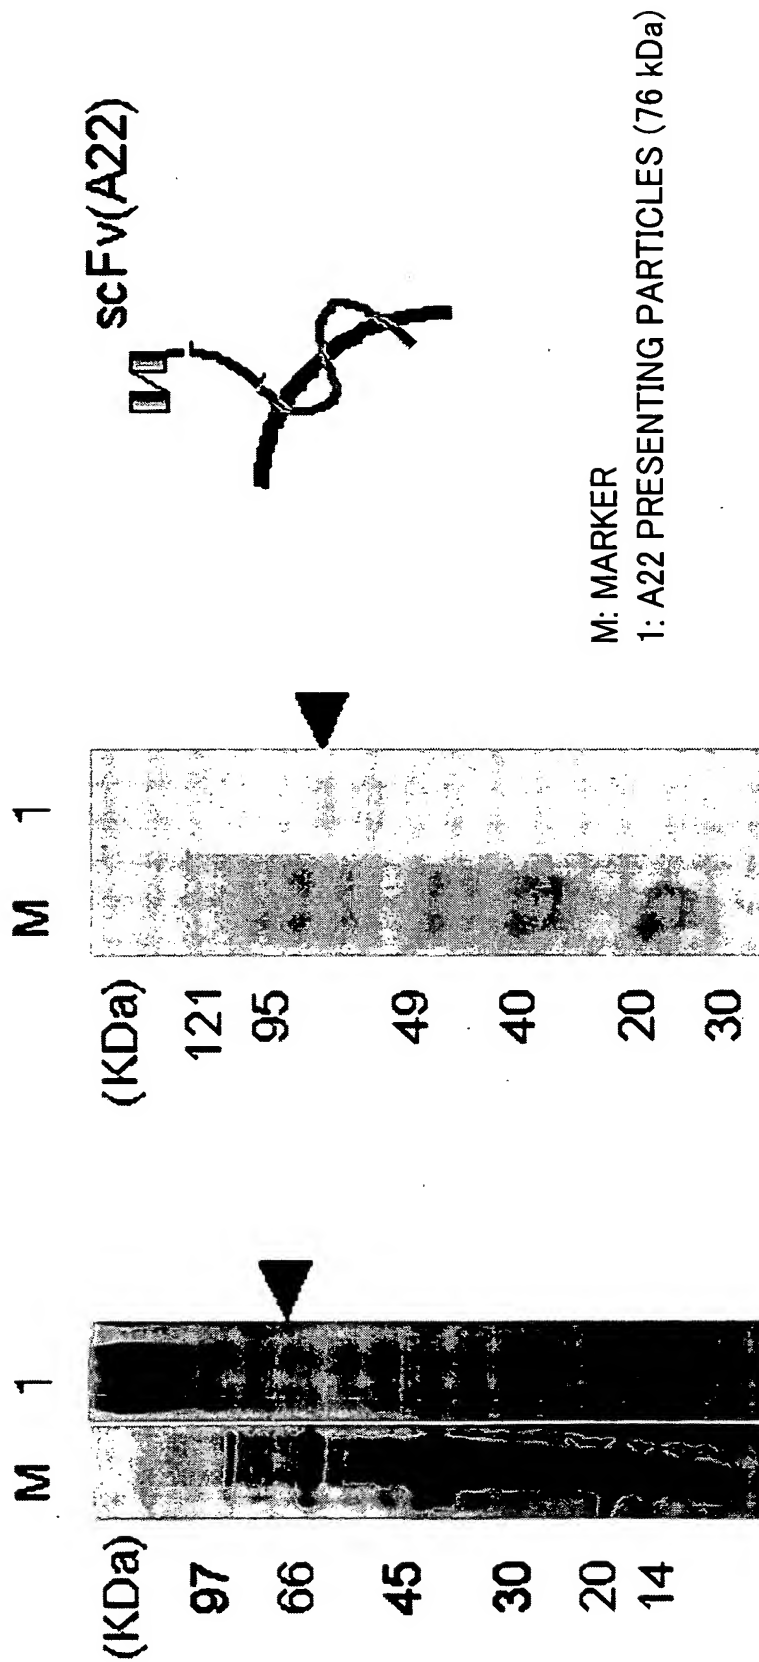 M 1
(KDa)
97
66
45
30
20
14
M 1
(KDa)
121
95
49
40
20
30
scFv(A22)
M: MARKER
1: A22 PRESENTING PARTICLES (76 kDa)